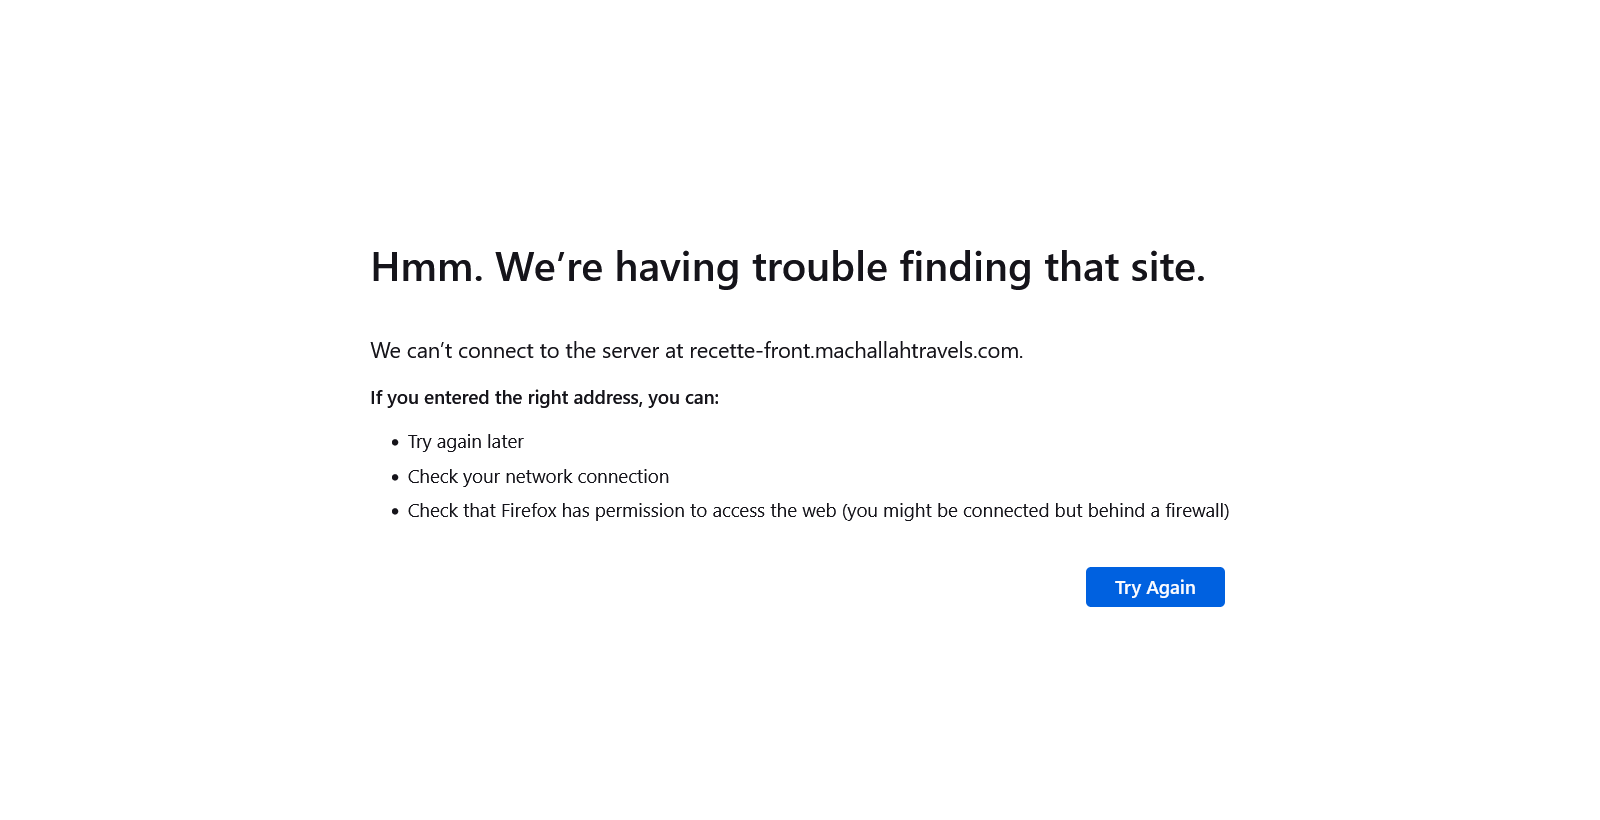 Hmm. We’re having trouble finding that site.
We can’t connect to the server at recette-front.machallahtravels.com.
If you entered the right address, you can:
• Try again later
• Check your network connection
• Check that Firefox has permission to access the web (you might be connected but behind a firewall)
Try Again